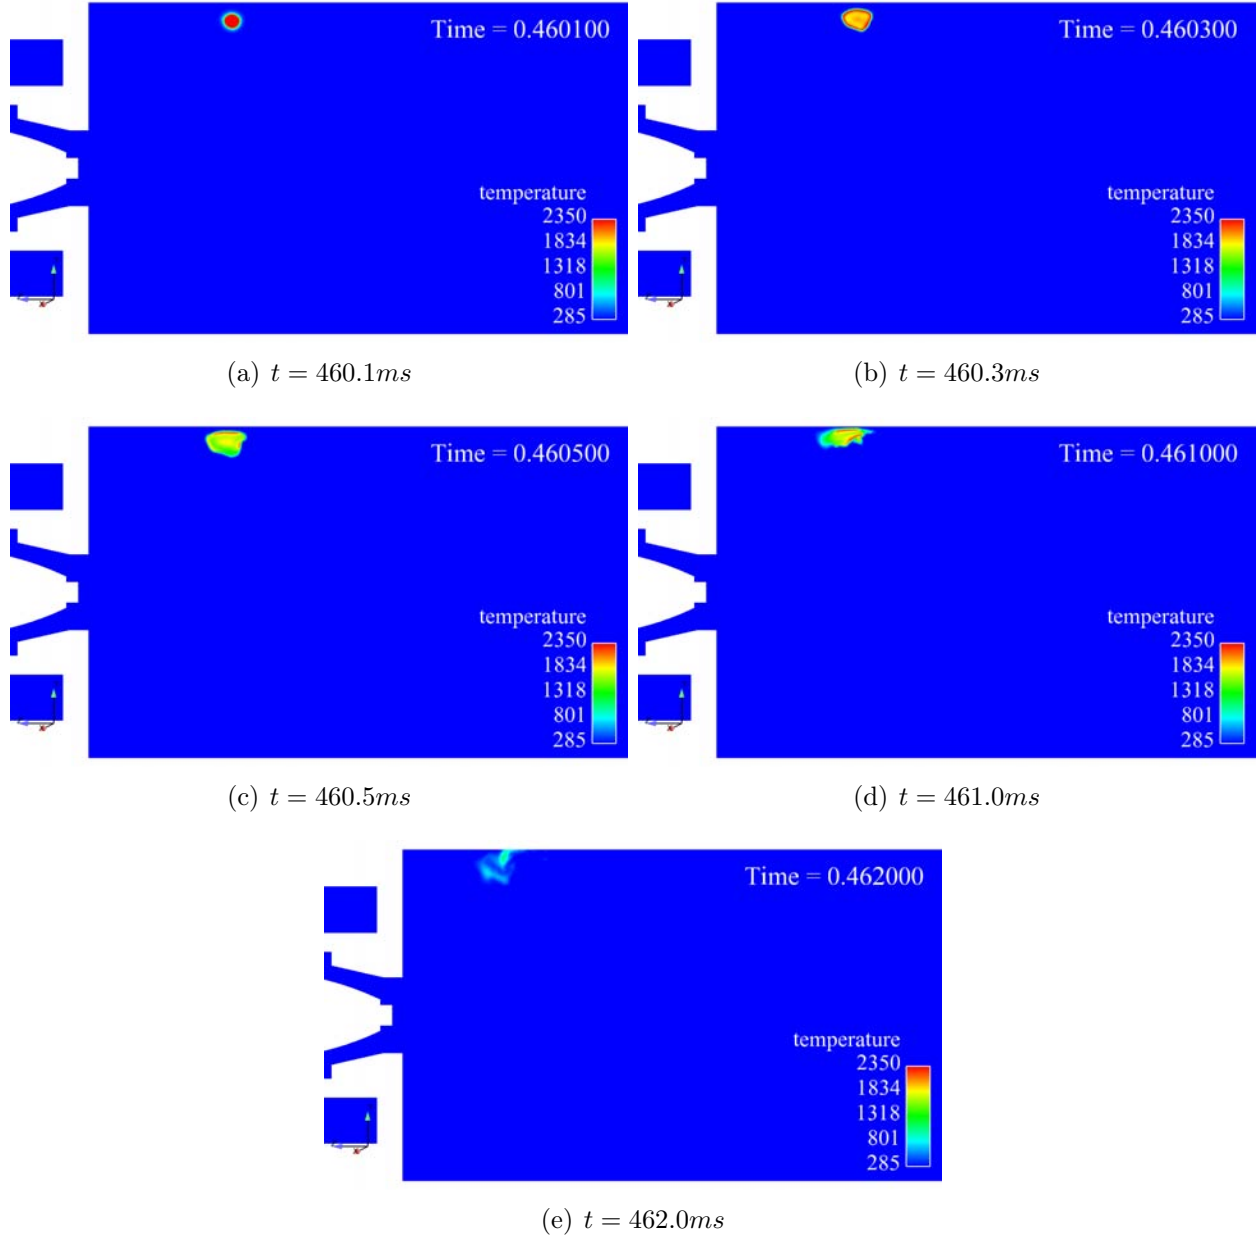 Time = 0.460100
temperature
2350
1834
1318
801
285
(a) t = 460.1ms
Time = 0.460300
temperature
2350
1834
1318
801
285
(b) t = 460.3ms
Time = 0.460500
temperature
2350
1834
1318
801
285
(c) t = 460.5ms
Time = 0.461000
temperature
2350
1834
1318
801
285
(d) t = 461.0ms
Time = 0.462000
temperature
2350
1834
1318
801
285
(e) t = 462.0ms